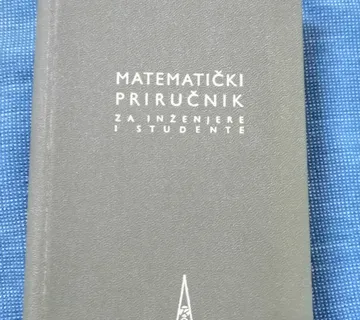 MATEMATIČKI
PRIRUČNIK
ZA INŽENJERE
I STUDENTE